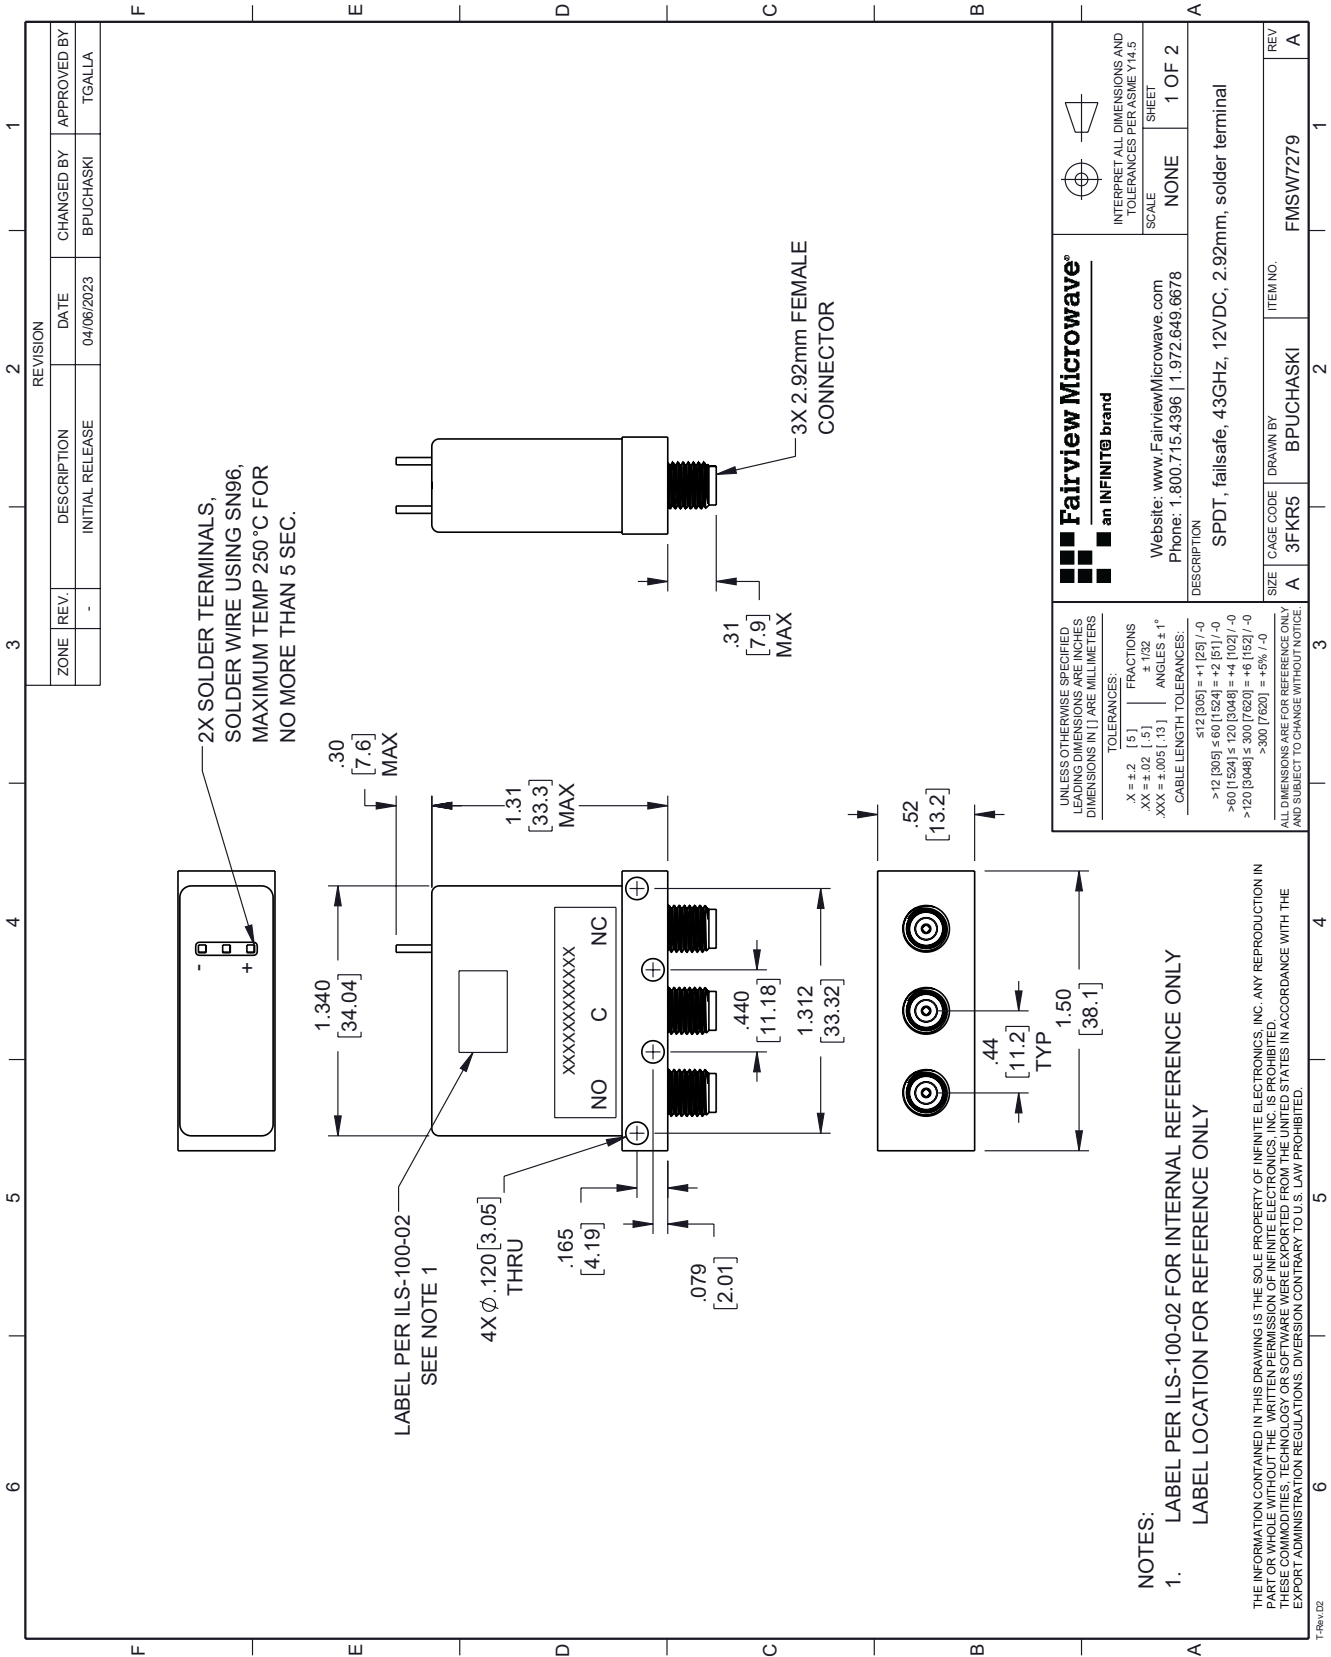 6
5
4
3
2
1
F
E
D
C
B
A
REVISION
ZONE REV. DESCRIPTION DATE CHANGED BY APPROVED BY
- INITIAL RELEASE 04/06/2023 BPUCHASKI TGALLA
2X SOLDER TERMINALS,
SOLDER WIRE USING SN96,
MAXIMUM TEMP 250°C FOR
NO MORE THAN 5 SEC.
-
+
1.340
[34.04]
.30
[7.6]
MAX
1.31
[33.3]
MAX
LABEL PER ILS-100-02
SEE NOTE 1
4X Ø .120 [3.05]
THRU
XXXXXXXXXXXXX
NO C NC
.165
[4.19]
.079
[2.01]
.440
[11.18]
1.312
[33.32]
.31
[7.9]
MAX
3X 2.92mm FEMALE
CONNECTOR
.52
[13.2]
.44
[11.2]
TYP
1.50
[38.1]
NOTES:
1. LABEL PER ILS-100-02 FOR INTERNAL REFERENCE ONLY
LABEL LOCATION FOR REFERENCE ONLY
THE INFORMATION CONTAINED IN THIS DRAWING IS THE SOLE PROPERTY OF INFINITE ELECTRONICS, INC. ANY REPRODUCTION IN
PART OR WHOLE WITHOUT THE WRITTEN PERMISSION OF INFINITE ELECTRONICS, INC. IS PROHIBITED.
THESE COMMODITIES, TECHNOLOGY OR SOFTWARE WERE EXPORTED FROM THE UNITED STATES IN ACCORDANCE WITH THE
EXPORT ADMINISTRATION REGULATIONS. DIVERSION CONTRARY TO U.S. LAW PROHIBITED.
UNLESS OTHERWISE SPECIFIED
LEADING DIMENSIONS ARE INCHES
DIMENSIONS IN [ ] ARE MILLIMETERS
TOLERANCES:
.X = ±.2 [5] FRACTIONS
.XX = ±.02 [.5] ± 1/32
.XXX = ±.005 [.13] ANGLES ± 1°
CABLE LENGTH TOLERANCES:
≤12 [305] = +1 [25] / -0
>12 [305] ≤ 60 [1524] = +2 [51] / -0
>60 [1524] ≤ 120 [3048] = +4 [102] / -0
>120 [3048] ≤ 300 [7620] = +6 [152] / -0
>300 [7620] = +5% / -0
ALL DIMENSIONS ARE FOR REFERENCE ONLY
AND SUBJECT TO CHANGE WITHOUT NOTICE.
Fairview Microwave®
an INFINIT℮ brand
Website: www.FairviewMicrowave.com
Phone: 1.800.715.4396 | 1.972.649.6678
INTERPRET ALL DIMENSIONS AND
TOLERANCES PER ASME Y14.5
SCALE
NONE
SHEET
1 OF 2
DESCRIPTION
SPDT, failsafe, 43GHz, 12VDC, 2.92mm, solder terminal
SIZE
A
CAGE CODE
3FKR5
DRAWN BY
BPUCHASKI
ITEM NO.
FMSW7279
REV
A
F
E
D
C
B
A
6
5
4
3
2
1
T-Rev.D2